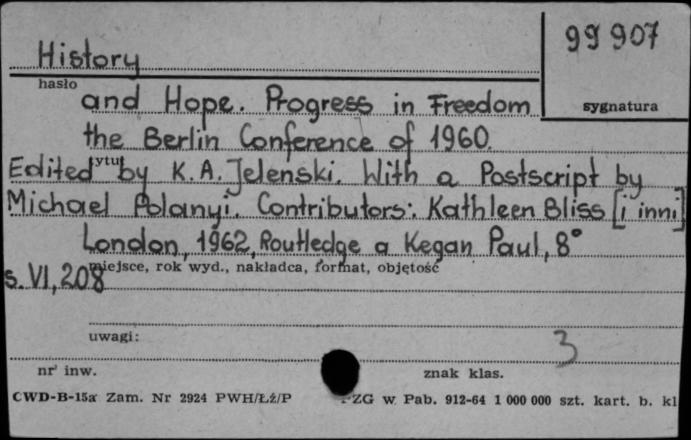 99 907
History
hasło
sygnatura
and Hope. Progress in Freedom
the Berlin Conference of 1960.
tytuł
Edited by K.A. Jelenski. With a Postscript by
Michael Polanyi. Contributors: Kathleen Bliss [i inni]
London, 1962, Routledge a Kegan Paul, 8°
miejsce, rok wyd., nakładca, format, objętość
s. VI, 208
uwagi:
3
nr inw.
znak klas.
CWD-B-15a Zam. Nr 2924 PWH/Łź/P
PZG w Pab. 912-64 1 000 000 szt. kart. b. kl